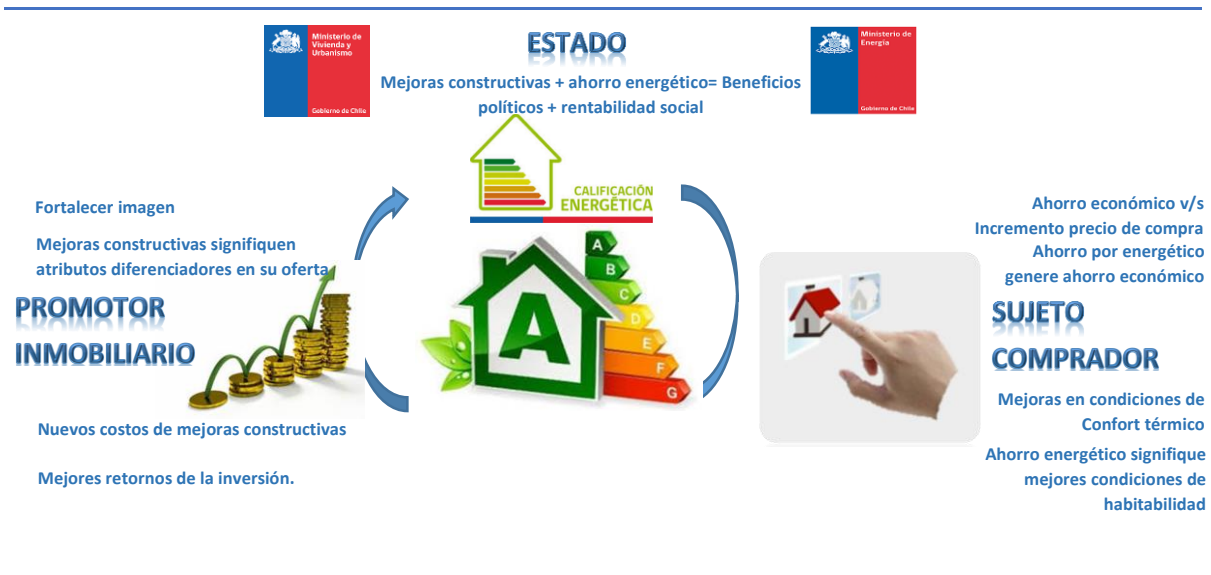 Ministerio de
Vivienda y
Urbanismo
Gobierno de Chile
ESTADO
Mejoras constructivas + ahorro energético= Beneficios
políticos + rentabilidad social
Ministerio de
Energía
Gobierno de Chile
CALIFICACIÓN
ENERGÉTICA
Fortalecer imagen
Mejoras constructivas signifiquen
atributos diferenciadores en su oferta
PROMOTOR
INMOBILIARIO
Nuevos costos de mejoras constructivas
Mejores retornos de la inversión.
A
A
B
C
D
E
F
G
Ahorro económico v/s
Incremento precio de compra
Ahorro por energético
genere ahorro económico
SUJETO
COMPRADOR
Mejoras en condiciones de
Confort térmico
Ahorro energético signifique
mejores condiciones de
habitabilidad